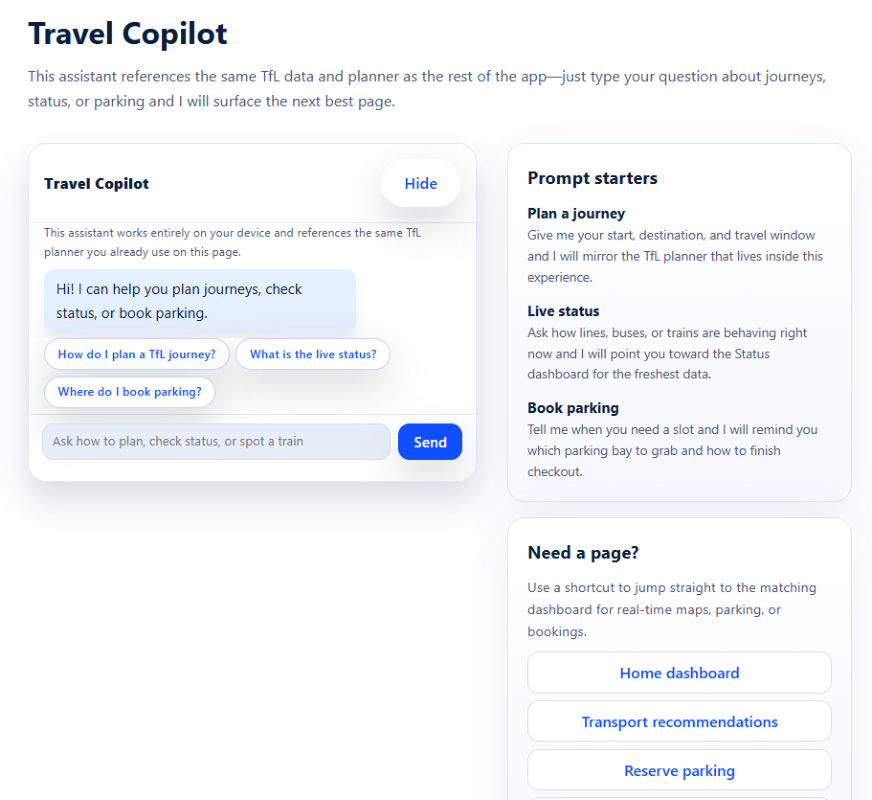 Travel Copilot
This assistant references the same TfL data and planner as the rest of the app—just type your question about journeys,
status, or parking and I will surface the next best page.
Travel Copilot
Hide
This assistant works entirely on your device and references the same TfL
planner you already use on this page.
Hi! I can help you plan journeys, check
status, or book parking.
How do I plan a TfL journey?
What is the live status?
Where do I book parking?
Ask how to plan, check status, or spot a train
Send
Prompt starters
Plan a journey
Give me your start, destination, and travel window
and I will mirror the TfL planner that lives inside this
experience.
Live status
Ask how lines, buses, or trains are behaving right
now and I will point you toward the Status
dashboard for the freshest data.
Book parking
Tell me when you need a slot and I will remind you
which parking bay to grab and how to finish
checkout.
Need a page?
Use a shortcut to jump straight to the matching
dashboard for real-time maps, parking, or
bookings.
Home dashboard
Transport recommendations
Reserve parking